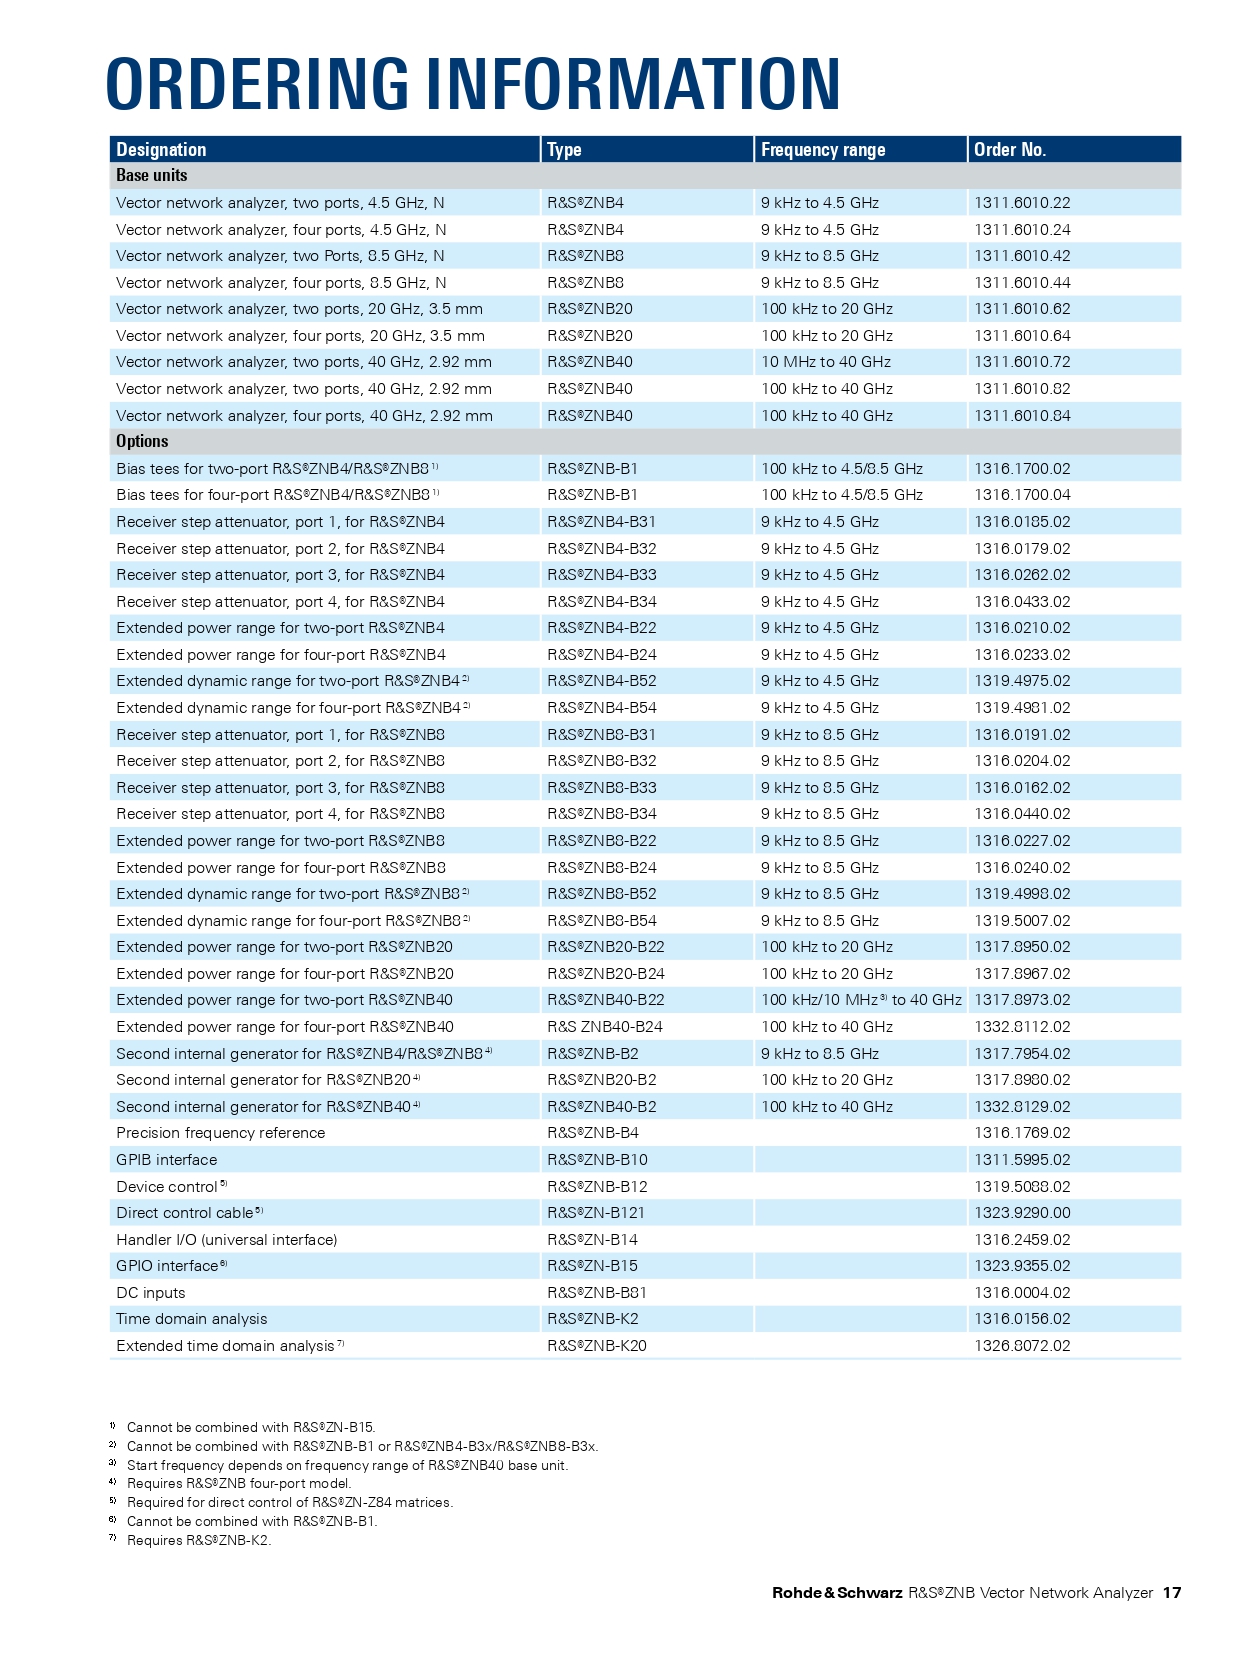 ORDERING INFORMATION
Designation Type Frequency range Order No.
Base units
Vector network analyzer, two ports, 4.5 GHz, N R&S®ZNB4 9 kHz to 4.5 GHz 1311.6010.22
Vector network analyzer, four ports, 4.5 GHz, N R&S®ZNB4 9 kHz to 4.5 GHz 1311.6010.24
Vector network analyzer, two Ports, 8.5 GHz, N R&S®ZNB8 9 kHz to 8.5 GHz 1311.6010.42
Vector network analyzer, four ports, 8.5 GHz, N R&S®ZNB8 9 kHz to 8.5 GHz 1311.6010.44
Vector network analyzer, two ports, 20 GHz, 3.5 mm R&S®ZNB20 100 kHz to 20 GHz 1311.6010.62
Vector network analyzer, four ports, 20 GHz, 3.5 mm R&S®ZNB20 100 kHz to 20 GHz 1311.6010.64
Vector network analyzer, two ports, 40 GHz, 2.92 mm R&S®ZNB40 10 MHz to 40 GHz 1311.6010.72
Vector network analyzer, two ports, 40 GHz, 2.92 mm R&S®ZNB40 100 kHz to 40 GHz 1311.6010.82
Vector network analyzer, four ports, 40 GHz, 2.92 mm R&S®ZNB40 100 kHz to 40 GHz 1311.6010.84
Options
Bias tees for two-port R&S®ZNB4/R&S®ZNB8 1) R&S®ZNB-B1 100 kHz to 4.5/8.5 GHz 1316.1700.02
Bias tees for four-port R&S®ZNB4/R&S®ZNB8 1) R&S®ZNB-B1 100 kHz to 4.5/8.5 GHz 1316.1700.04
Receiver step attenuator, port 1, for R&S®ZNB4 R&S®ZNB4-B31 9 kHz to 4.5 GHz 1316.0185.02
Receiver step attenuator, port 2, for R&S®ZNB4 R&S®ZNB4-B32 9 kHz to 4.5 GHz 1316.0179.02
Receiver step attenuator, port 3, for R&S®ZNB4 R&S®ZNB4-B33 9 kHz to 4.5 GHz 1316.0262.02
Receiver step attenuator, port 4, for R&S®ZNB4 R&S®ZNB4-B34 9 kHz to 4.5 GHz 1316.0433.02
Extended power range for two-port R&S®ZNB4 R&S®ZNB4-B22 9 kHz to 4.5 GHz 1316.0210.02
Extended power range for four-port R&S®ZNB4 R&S®ZNB4-B24 9 kHz to 4.5 GHz 1316.0233.02
Extended dynamic range for two-port R&S®ZNB4 2) R&S®ZNB4-B52 9 kHz to 4.5 GHz 1319.4975.02
Extended dynamic range for four-port R&S®ZNB4 2) R&S®ZNB4-B54 9 kHz to 4.5 GHz 1319.4981.02
Receiver step attenuator, port 1, for R&S®ZNB8 R&S®ZNB8-B31 9 kHz to 8.5 GHz 1316.0191.02
Receiver step attenuator, port 2, for R&S®ZNB8 R&S®ZNB8-B32 9 kHz to 8.5 GHz 1316.0204.02
Receiver step attenuator, port 3, for R&S®ZNB8 R&S®ZNB8-B33 9 kHz to 8.5 GHz 1316.0162.02
Receiver step attenuator, port 4, for R&S®ZNB8 R&S®ZNB8-B34 9 kHz to 8.5 GHz 1316.0440.02
Extended power range for two-port R&S®ZNB8 R&S®ZNB8-B22 9 kHz to 8.5 GHz 1316.0227.02
Extended power range for four-port R&S®ZNB8 R&S®ZNB8-B24 9 kHz to 8.5 GHz 1316.0240.02
Extended dynamic range for two-port R&S®ZNB8 2) R&S®ZNB8-B52 9 kHz to 8.5 GHz 1319.4998.02
Extended dynamic range for four-port R&S®ZNB8 2) R&S®ZNB8-B54 9 kHz to 8.5 GHz 1319.5007.02
Extended power range for two-port R&S®ZNB20 R&S®ZNB20-B22 100 kHz to 20 GHz 1317.8950.02
Extended power range for four-port R&S®ZNB20 R&S®ZNB20-B24 100 kHz to 20 GHz 1317.8967.02
Extended power range for two-port R&S®ZNB40 R&S®ZNB40-B22 100 kHz/10 MHz 3) to 40 GHz 1317.8973.02
Extended power range for four-port R&S®ZNB40 R&S ZNB40-B24 100 kHz to 40 GHz 1332.8112.02
Second internal generator for R&S®ZNB4/R&S®ZNB8 4) R&S®ZNB-B2 9 kHz to 8.5 GHz 1317.7954.02
Second internal generator for R&S®ZNB20 4) R&S®ZNB20-B2 100 kHz to 20 GHz 1317.8980.02
Second internal generator for R&S®ZNB40 4) R&S®ZNB40-B2 100 kHz to 40 GHz 1332.8129.02
Precision frequency reference R&S®ZNB-B4 1316.1769.02
GPIB interface R&S®ZNB-B10 1311.5995.02
Device control 5) R&S®ZNB-B12 1319.5088.02
Direct control cable 5) R&S®ZN-B121 1323.9290.00
Handler I/O (universal interface) R&S®ZN-B14 1316.2459.02
GPIO interface 6) R&S®ZN-B15 1323.9355.02
DC inputs R&S®ZNB-B81 1316.0004.02
Time domain analysis R&S®ZNB-K2 1316.0156.02
Extended time domain analysis 7) R&S®ZNB-K20 1326.8072.02
1) Cannot be combined with R&S®ZN-B15.
2) Cannot be combined with R&S®ZNB-B1 or R&S®ZNB4-B3x/R&S®ZNB8-B3x.
3) Start frequency depends on frequency range of R&S®ZNB40 base unit.
4) Requires R&S®ZNB four-port model.
5) Required for direct control of R&S®ZN-Z84 matrices.
6) Cannot be combined with R&S®ZNB-B1.
7) Requires R&S®ZNB-K2.
Rohde & Schwarz R&S®ZNB Vector Network Analyzer 17